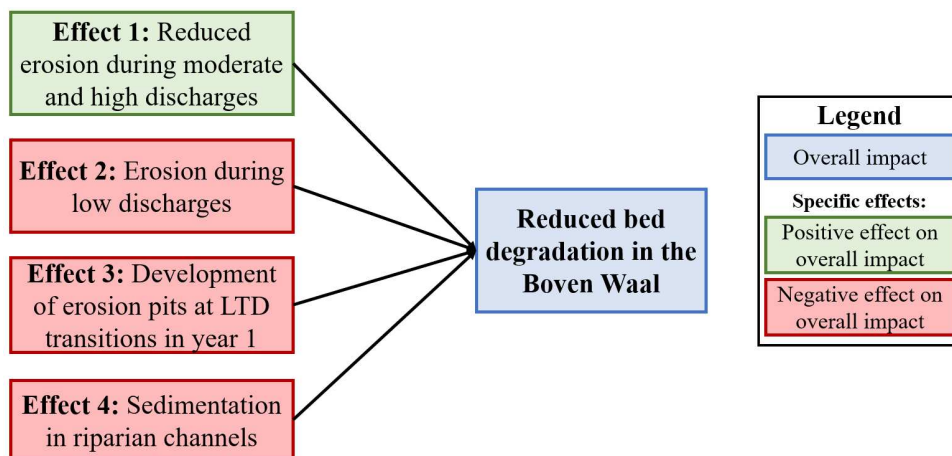 Effect 1: Reduced
erosion during moderate
and high discharges
Effect 2: Erosion during
low discharges
Effect 3: Development
of erosion pits at LTD
transitions in year 1
Effect 4: Sedimentation
in riparian channels
Reduced bed
degradation in the
Boven Waal
Legend
Overall impact
Specific effects:
Positive effect on
overall impact
Negative effect on
overall impact